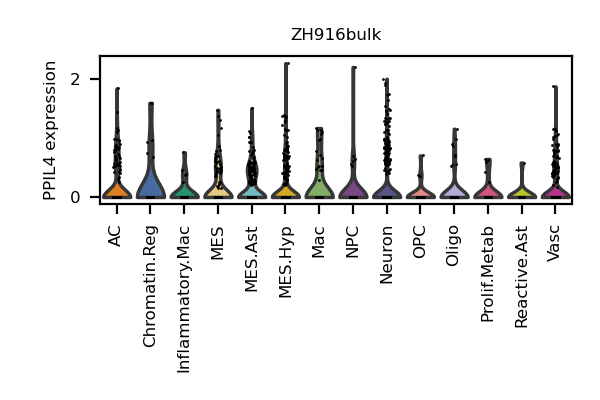 ZH916bulk
PPIL4 expression
2
0
AC
Chromatin.Reg
Inflammatory.Mac
MES
MES.Ast
MES.Hyp
Mac
NPC
Neuron
OPC
Oligo
Prolif.Metab
Reactive.Ast
Vasc